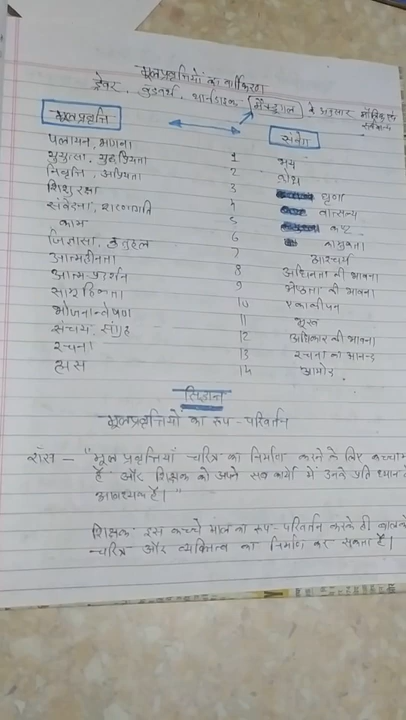 मूलप्रवृत्तियों का वर्गीकरण
ड्रेवर, वुडवर्थ, थार्नडाइक, मैक्डूगल के अनुसार मौलिक एवं
मूलप्रवृत्ति संवेग
पलायन, भागना 1 भय
युयुत्सा, युद्धप्रियता 2 क्रोध
निवृत्ति, अप्रियता 3 घृणा
शिशुरक्षा 4 वात्सल्य
संवेदना, शरणागति 5 कष्ट
काम 6 कामुकता
जिज्ञासा, कुतूहल 7 आश्चर्य
आत्महीनता 8 अधिनता की भावना
आत्म-प्रदर्शन 9 श्रेष्ठता की भावना
सामूहिकता 10 एकाकीपन
भोजनान्वेषण 11 भूख
संचय, संग्रह 12 अधिकार की भावना
रचना 13 रचना का आनन्द
हास 14 आमोद
सिद्धान्त
मूलप्रवृत्तियों का रूप-परिवर्तन
रॉस — "मूल प्रवृत्तियाँ चरित्र का निर्माण करने के लिए कच्चा
है और शिक्षक को अपने सब कार्यो में उनके प्रति ध्यान
आवश्यक है।"
शिक्षक इस कच्चे माल का रूप-परिवर्तन करके ही बालक
चरित्र और व्यक्तित्व का निर्माण कर सकता है।